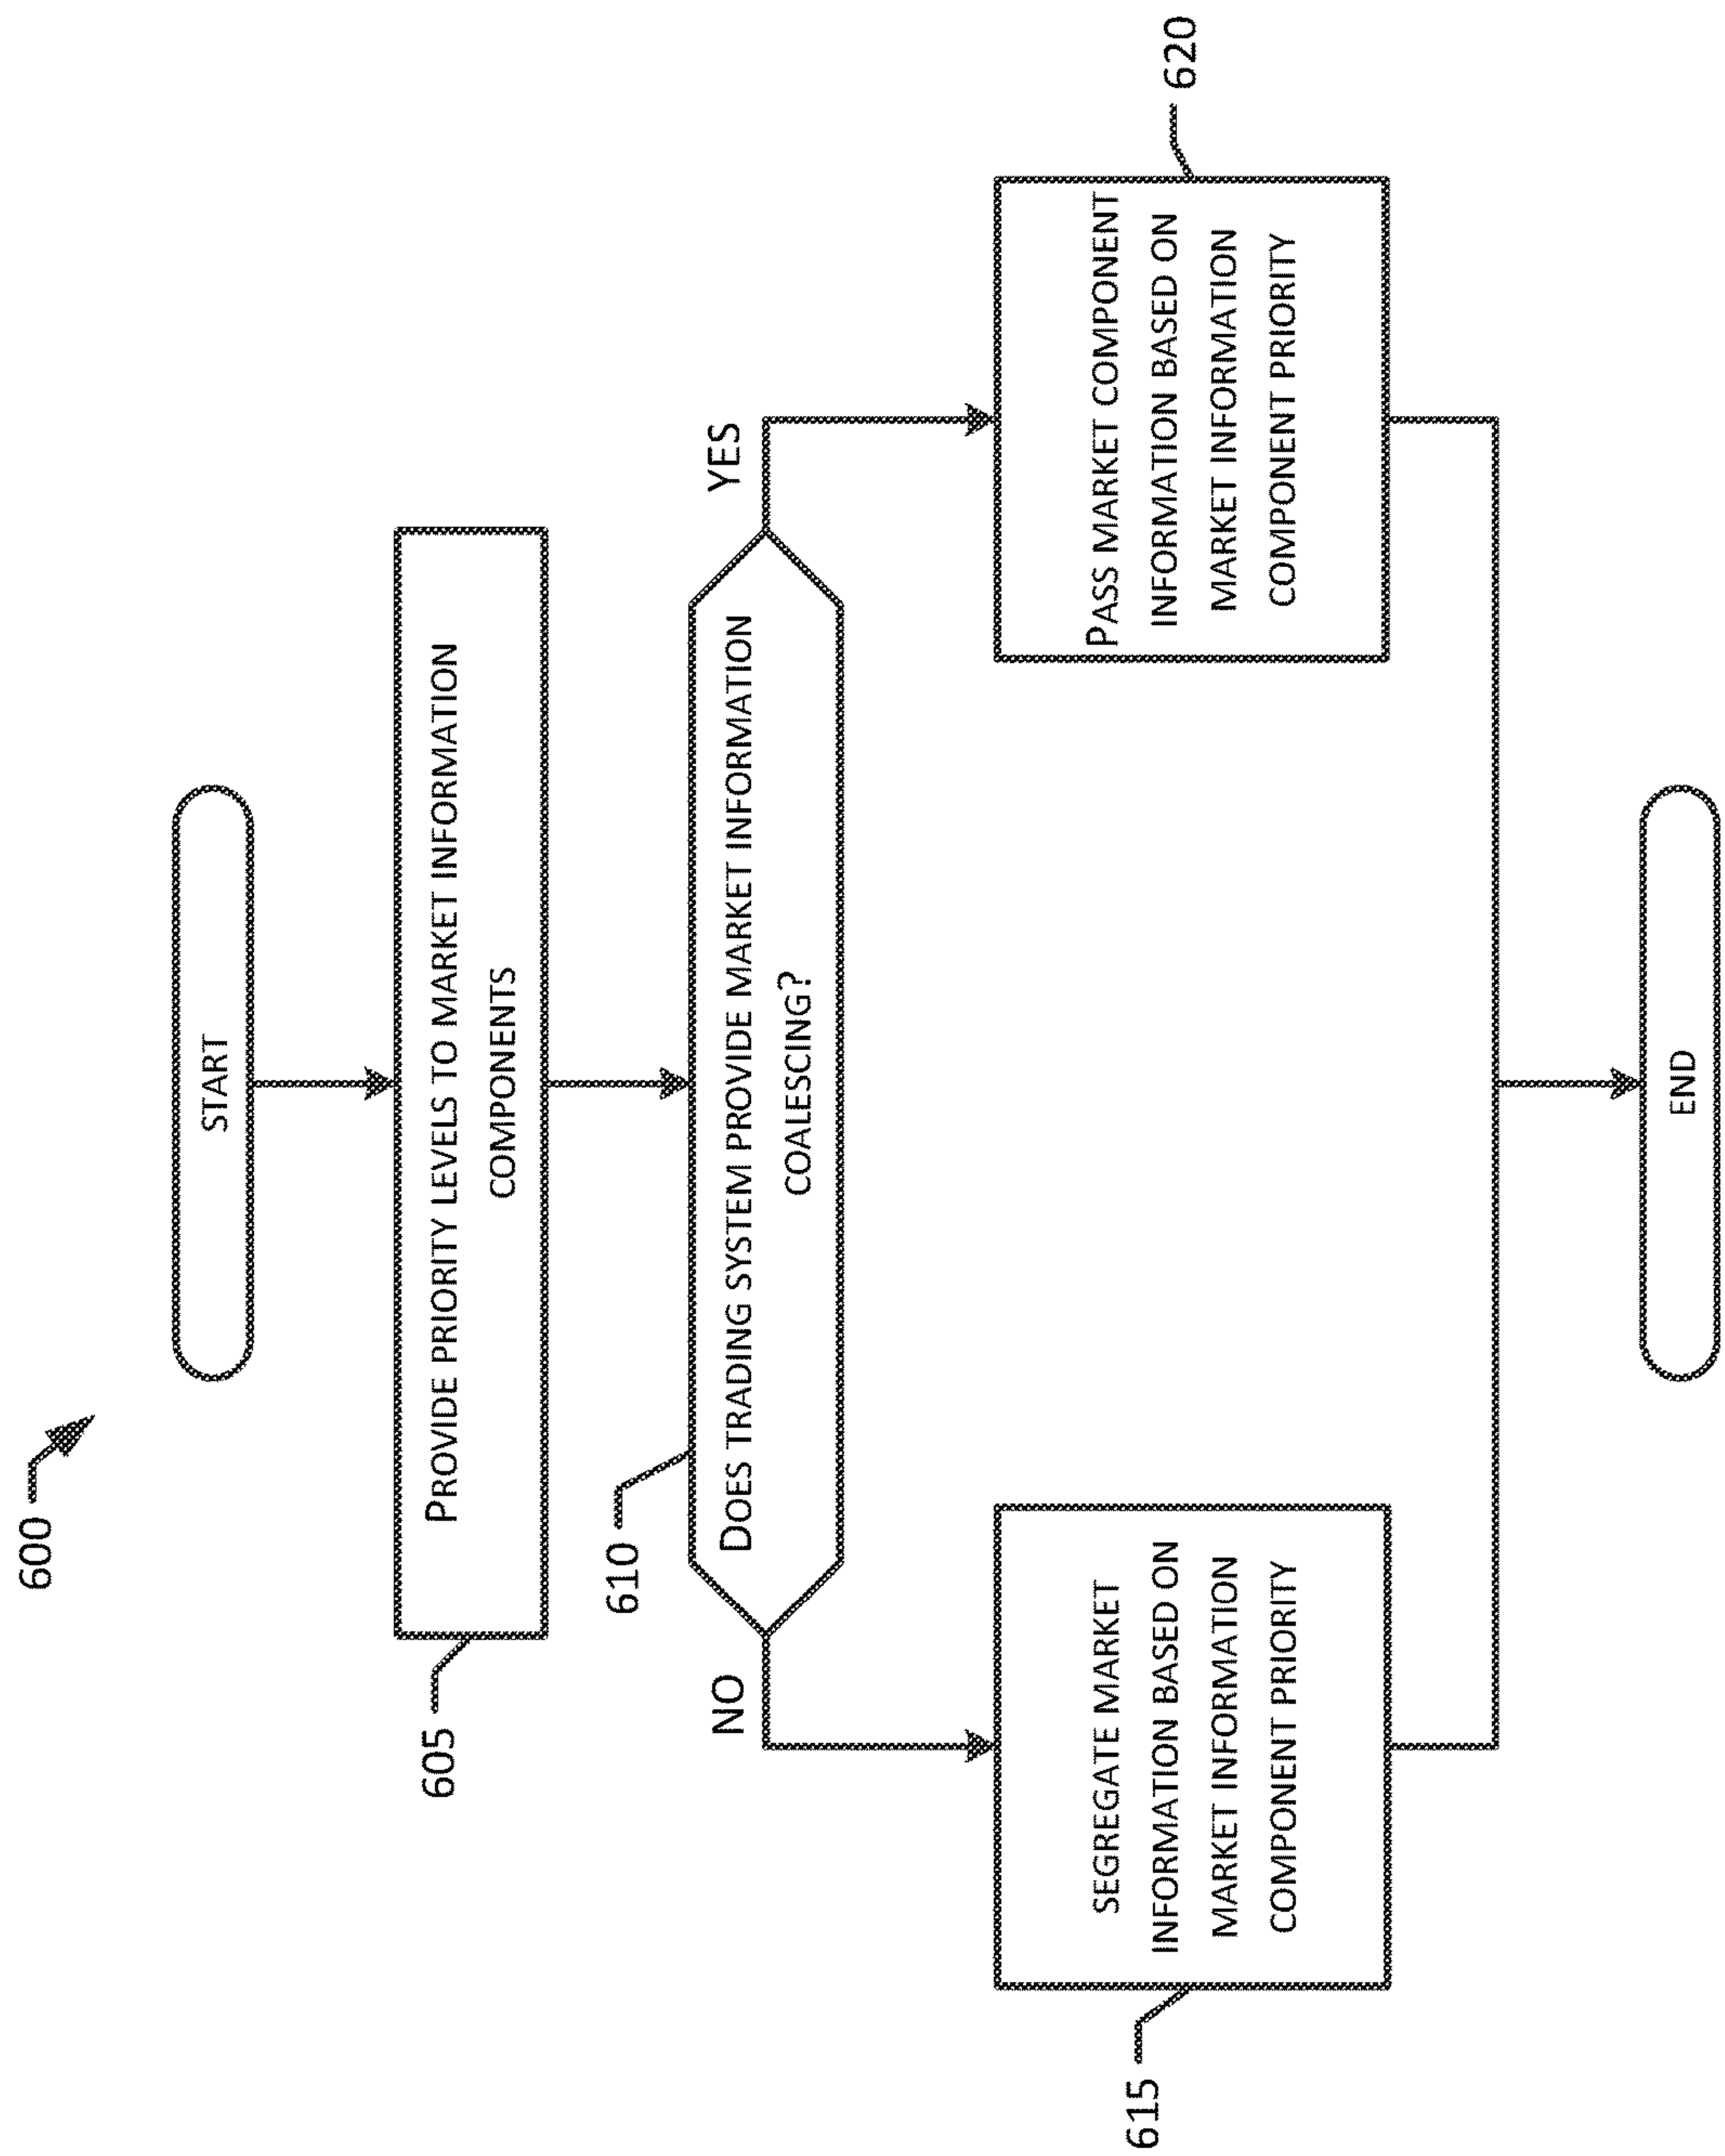 600
START
605
PROVIDE PRIORITY LEVELS TO MARKET INFORMATION
COMPONENTS
610
DOES TRADING SYSTEM PROVIDE MARKET INFORMATION
COALESCING?
NO
YES
615
SEGREGATE MARKET
INFORMATION BASED ON
MARKET INFORMATION
COMPONENT PRIORITY
620
PASS MARKET COMPONENT
INFORMATION BASED ON
MARKET INFORMATION
COMPONENT PRIORITY
END